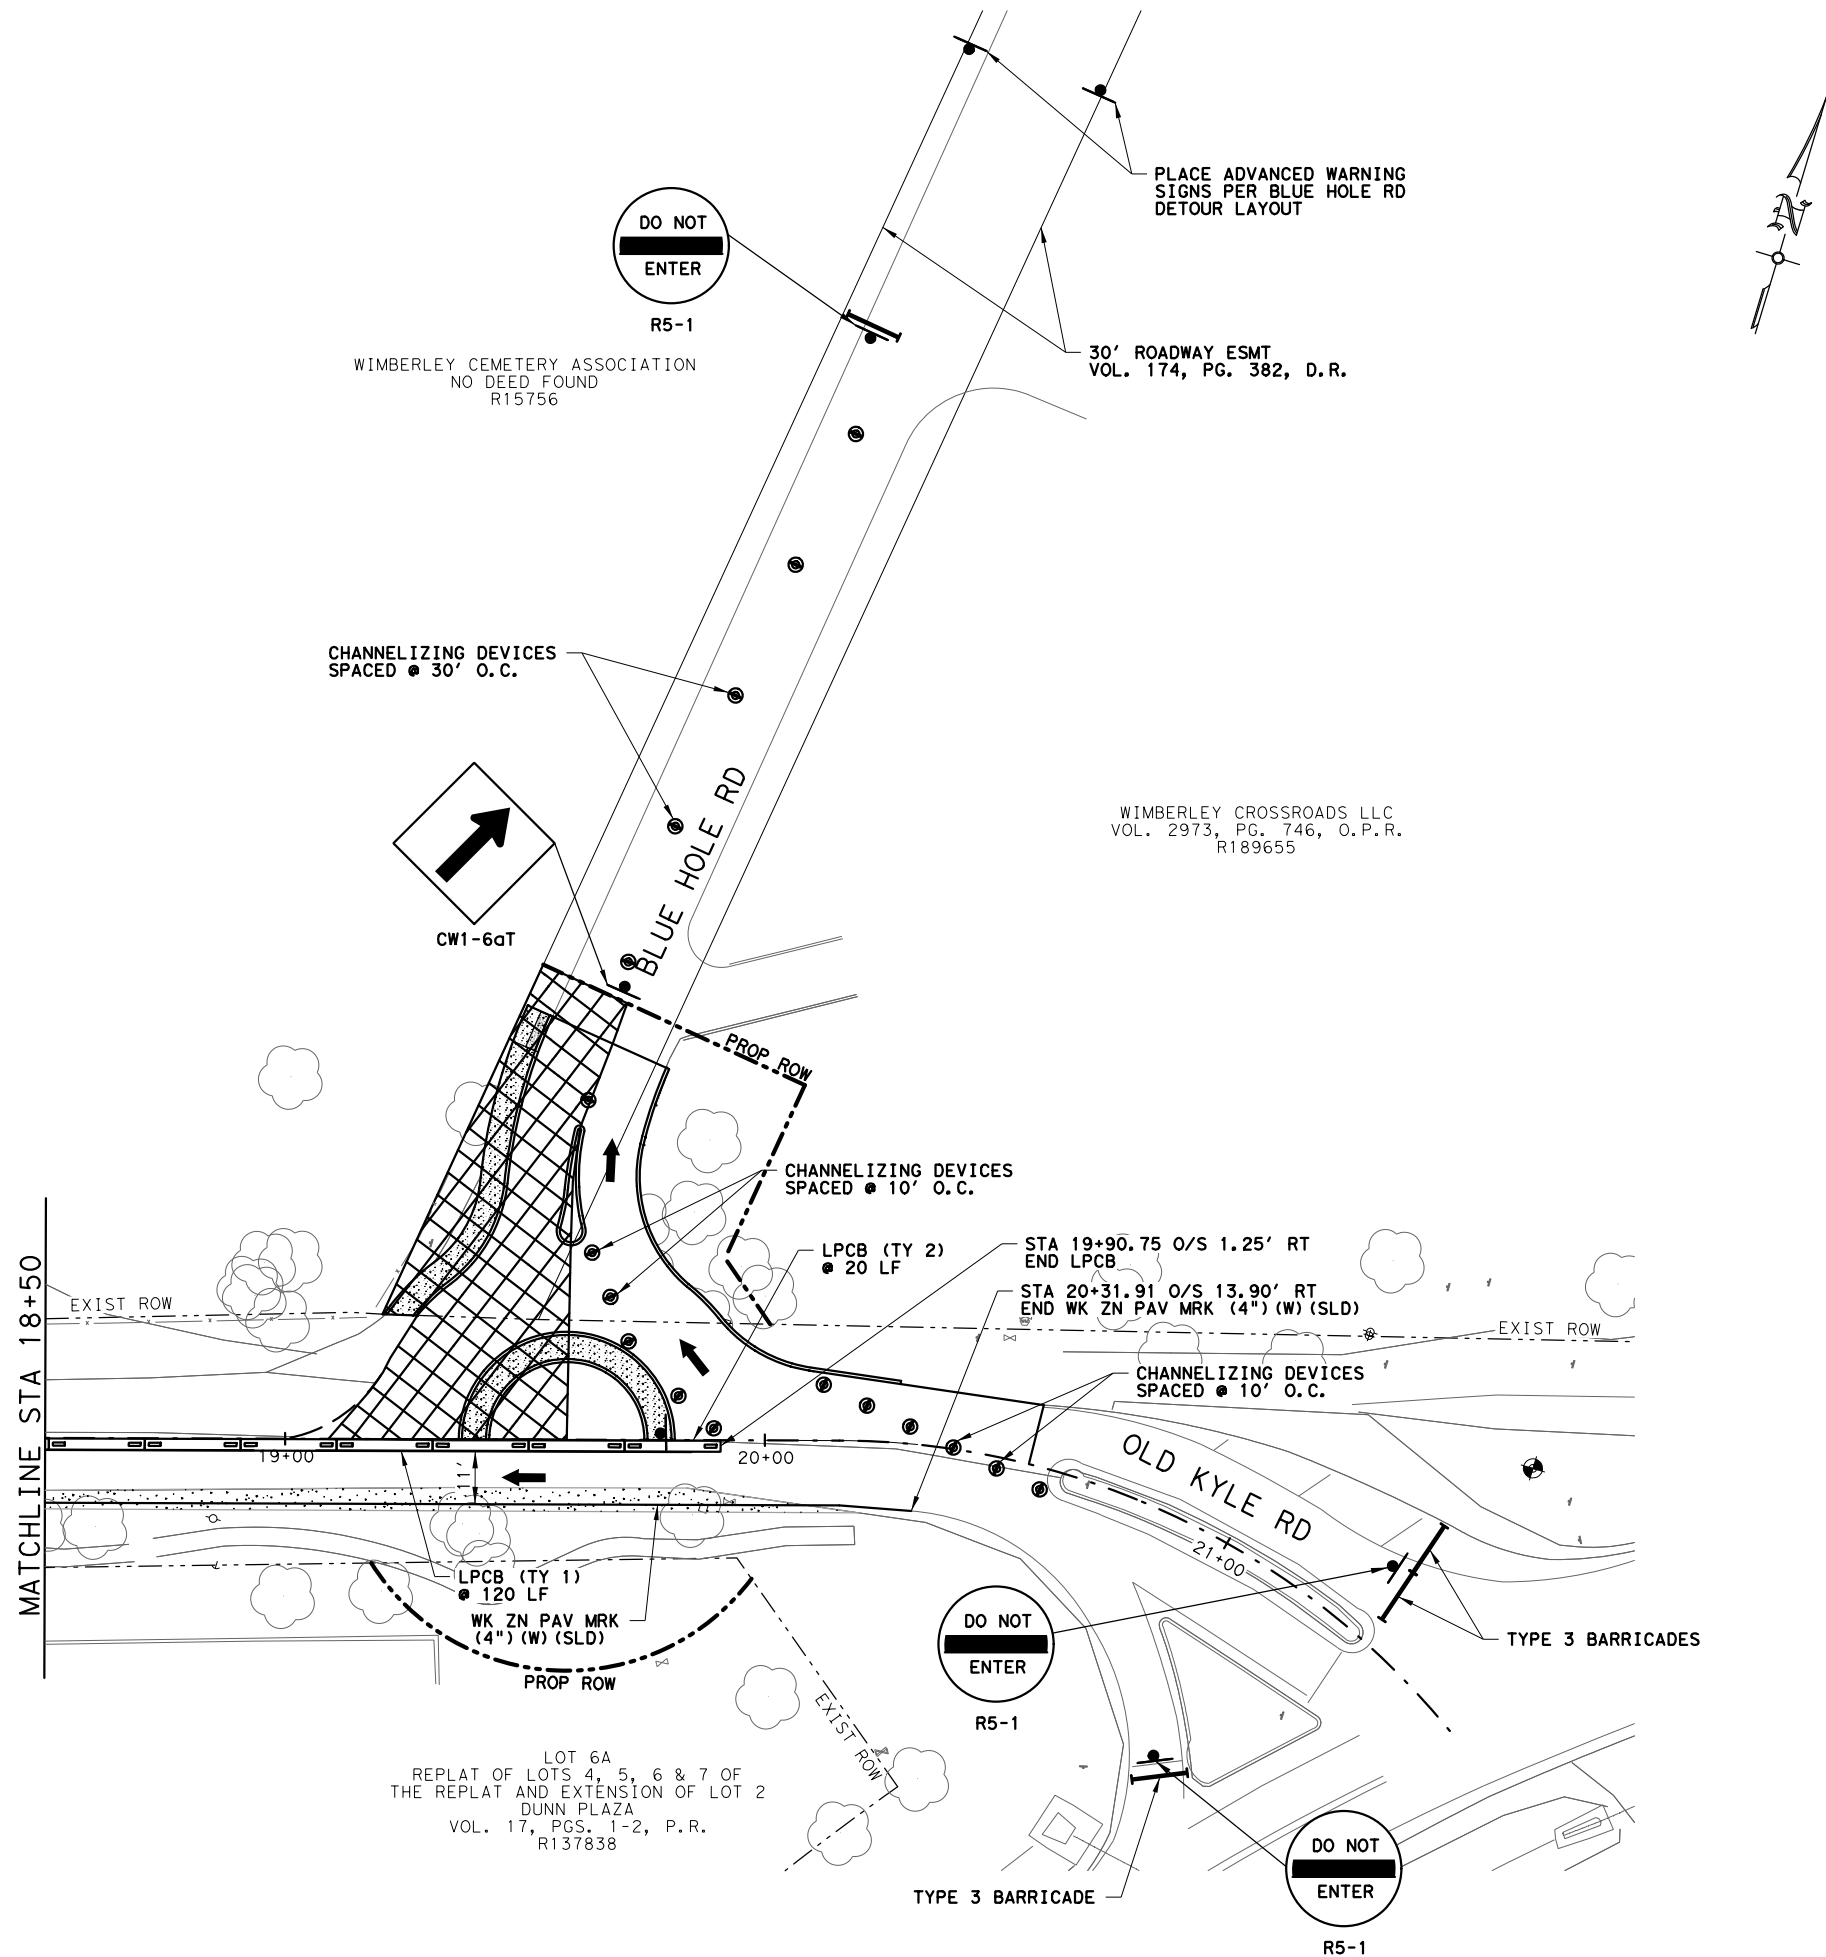 PLACE ADVANCED WARNING
SIGNS PER BLUE HOLE RD
DETOUR LAYOUT
N
DO NOT
ENTER
R5-1
30' ROADWAY ESMT
VOL. 174, PG. 382, D.R.
WIMBERLEY CEMETERY ASSOCIATION
NO DEED FOUND
R15756
CHANNELIZING DEVICES
SPACED @ 30' O.C.
BLUE HOLE RD
WIMBERLEY CROSSROADS LLC
VOL. 2973, PG. 746, O.P.R.
R189655
CW1-6aT
PROP ROW
CHANNELIZING DEVICES
SPACED @ 10' O.C.
LPCB (TY 2)
@ 20 LF
STA 19+90.75 O/S 1.25' RT
END LPCB
STA 20+31.91 O/S 13.90' RT
END WK ZN PAV MRK (4")(W)(SLD)
MATCHLINE STA 18+50
EXIST ROW
EXIST ROW
CHANNELIZING DEVICES
SPACED @ 10' O.C.
19+00
20+00
11'
OLD KYLE RD
21+00
LPCB (TY 1)
@ 120 LF
WK ZN PAV MRK
(4")(W)(SLD)
PROP ROW
DO NOT
ENTER
R5-1
TYPE 3 BARRICADES
EXIST ROW
LOT 6A
REPLAT OF LOTS 4, 5, 6 & 7 OF
THE REPLAT AND EXTENSION OF LOT 2
DUNN PLAZA
VOL. 17, PGS. 1-2, P.R.
R137838
TYPE 3 BARRICADE
DO NOT
ENTER
R5-1